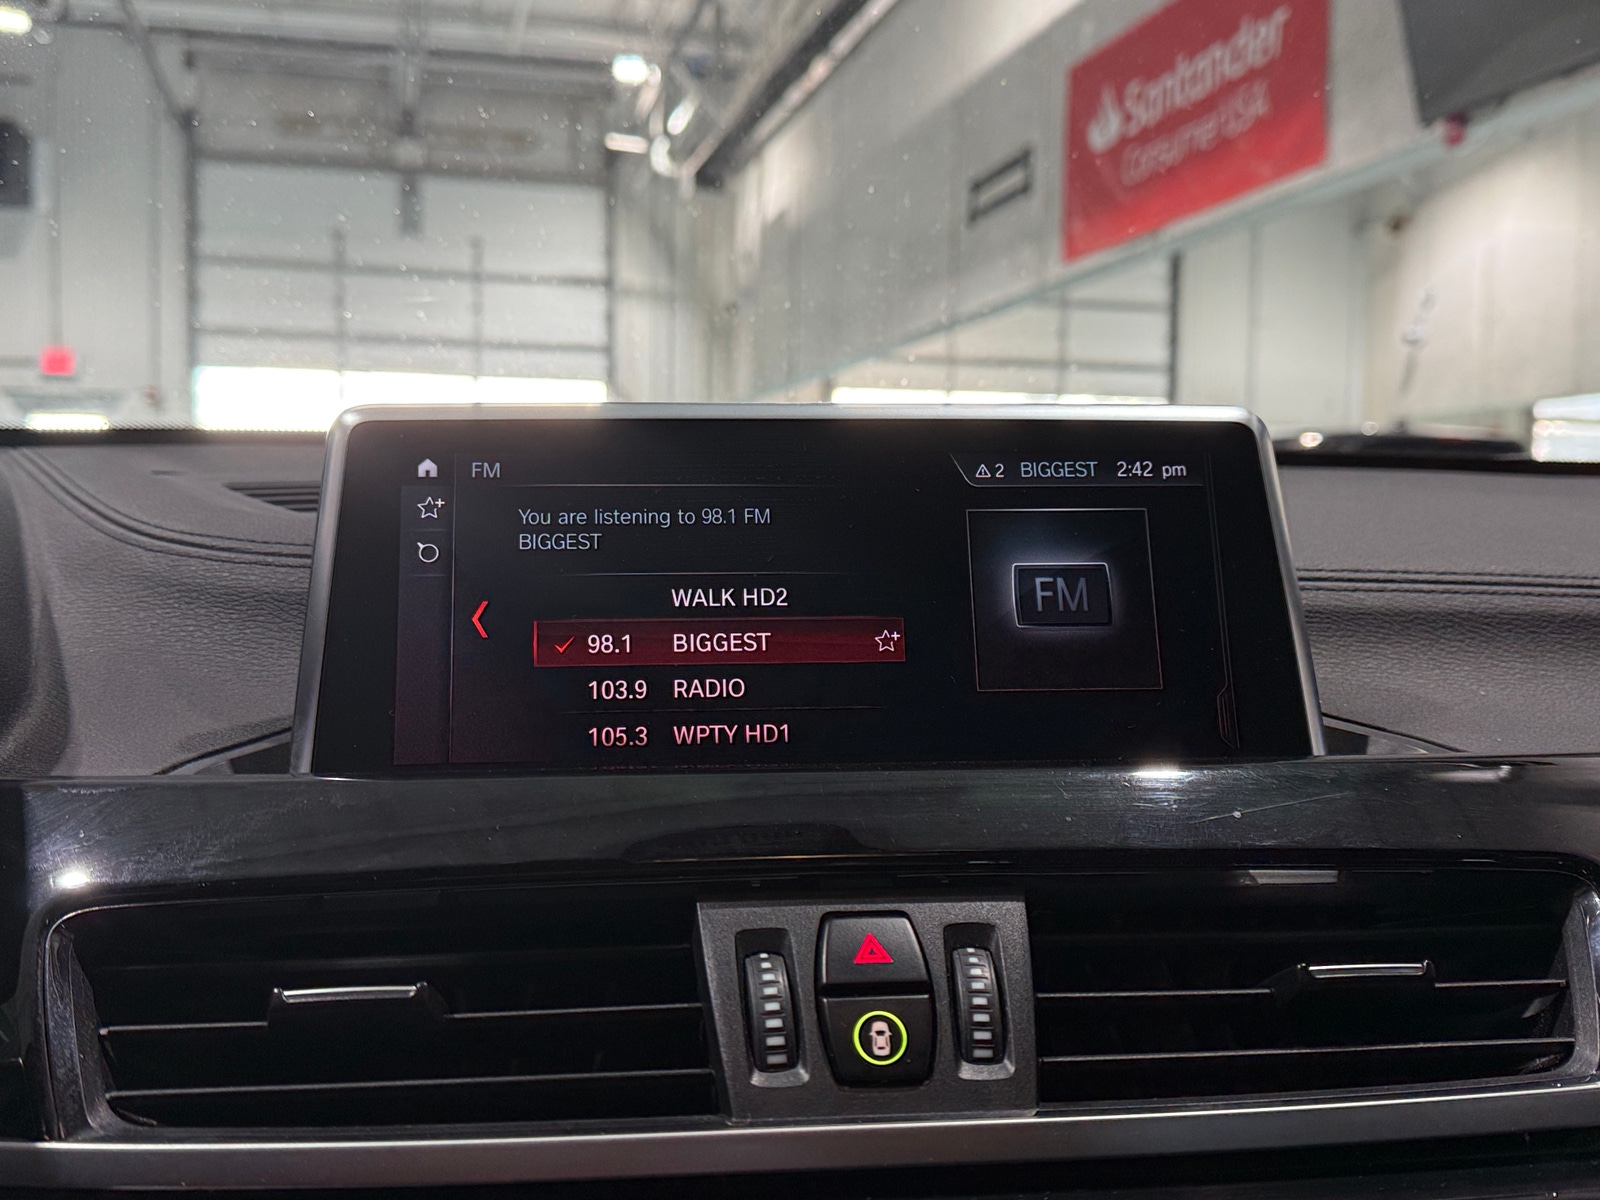 Santander
Consumer USA
FM
2 BIGGEST 2:42 pm
You are listening to 98.1 FM
BIGGEST
WALK HD2
98.1 BIGGEST
103.9 RADIO
105.3 WPTY HD1
FM